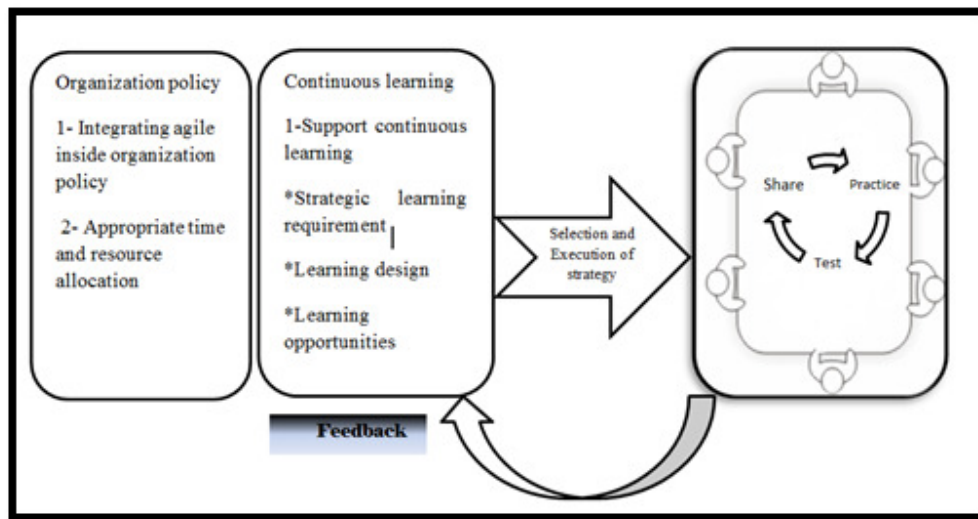 Organization policy
1- Integrating agile
inside organization
policy
2- Appropriate time
and resource
allocation
Continuous learning
1-Support continuous
learning
*Strategic learning
requirement
*Learning design
*Learning
opportunities
Selection and
Execution of
strategy
Share
Practice
Test
Feedback